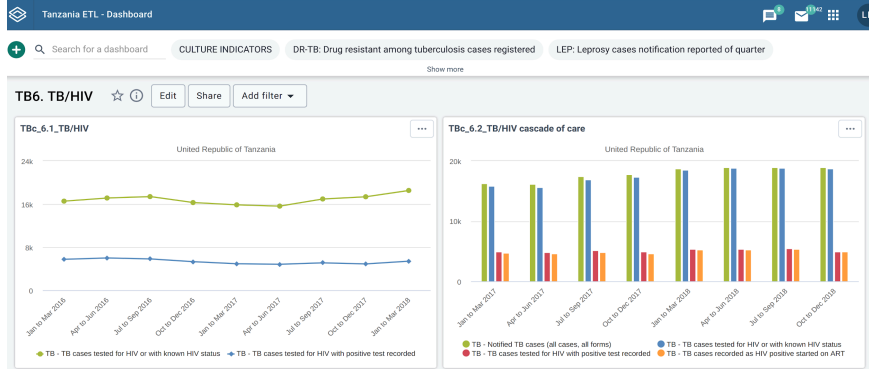 Tanzania ETL - Dashboard
8
11142
Search for a dashboard
CULTURE INDICATORS
DR-TB: Drug resistant among tuberculosis cases registered
LEP: Leprosy cases notification reported of quarter
Show more
TB6. TB/HIV
Edit
Share
Add filter
TBc_6.1_TB/HIV
United Republic of Tanzania
24k
16k
8k
0
Jan to Mar 2016
Apr to Jun 2016
Jul to Sep 2016
Oct to Dec 2016
Jan to Mar 2017
Apr to Jun 2017
Jul to Sep 2017
Oct to Dec 2017
Jan to Mar 2018
TB - TB cases tested for HIV or with known HIV status
TB - TB cases tested for HIV with positive test recorded
TBc_6.2_TB/HIV cascade of care
United Republic of Tanzania
20k
10k
0
Jan to Mar 2017
Apr to Jun 2017
Jul to Sep 2017
Oct to Dec 2017
Jan to Mar 2018
Apr to Jun 2018
Jul to Sep 2018
Oct to Dec 2018
TB - Notified TB cases (all cases, all forms)
TB - TB cases tested for HIV or with known HIV status
TB - TB cases tested for HIV with positive test recorded
TB - TB cases recorded as HIV positive started on ART